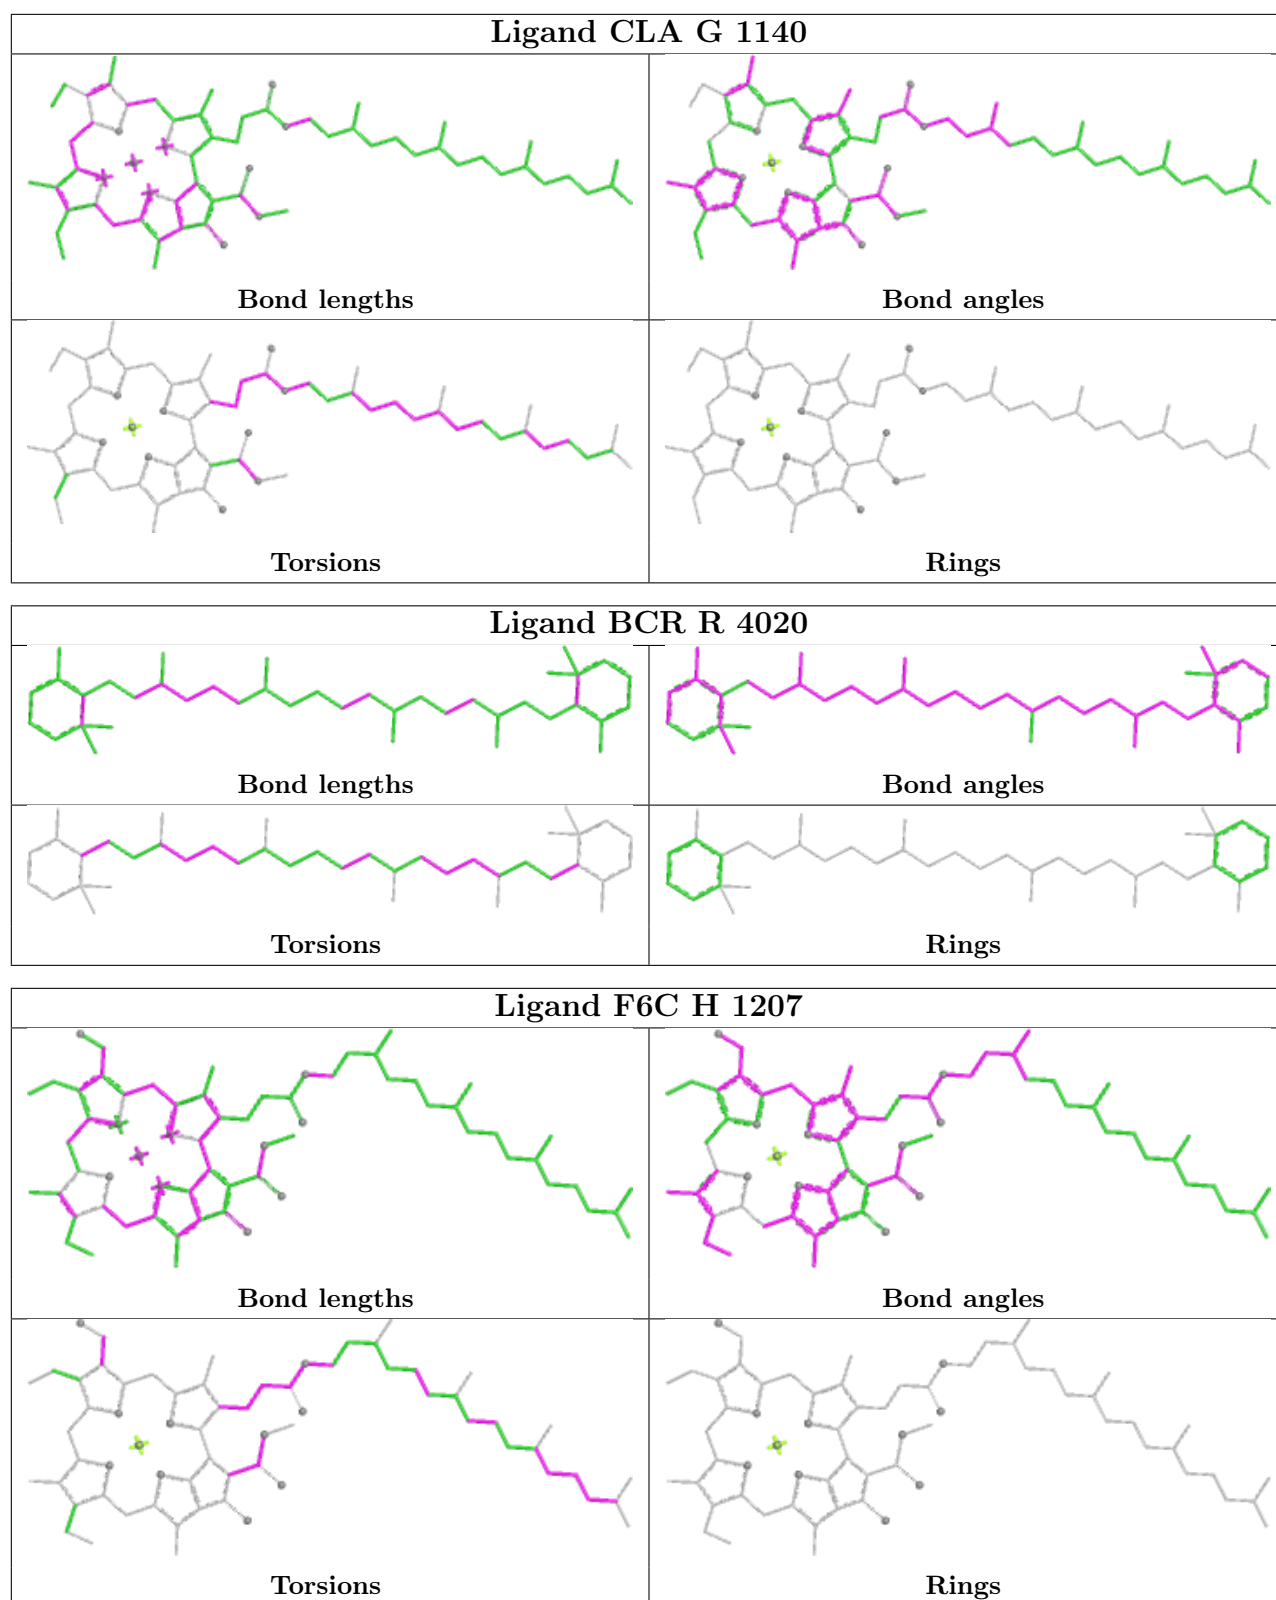 Ligand CLA G 1140
Bond lengths
Bond angles
Torsions
Rings
Ligand BCR R 4020
Bond lengths
Bond angles
Torsions
Rings
Ligand F6C H 1207
Bond lengths
Bond angles
Torsions
Rings